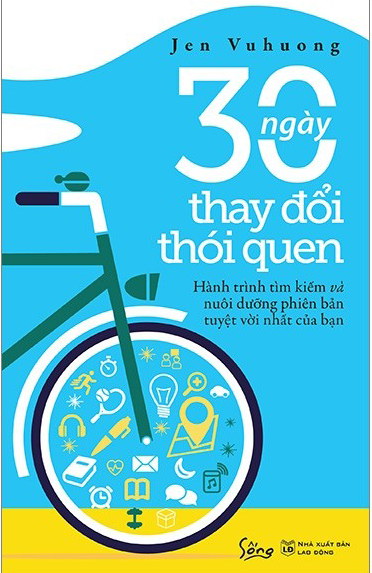 Jen Vuhuong
30
ngày
thay đổi
thói quen
Hành trình tìm kiếm và
nuôi dưỡng phiên bản
tuyệt vời nhất của bạn
Sống
LĐ
NHÀ XUẤT BẢN
LAO ĐỘNG